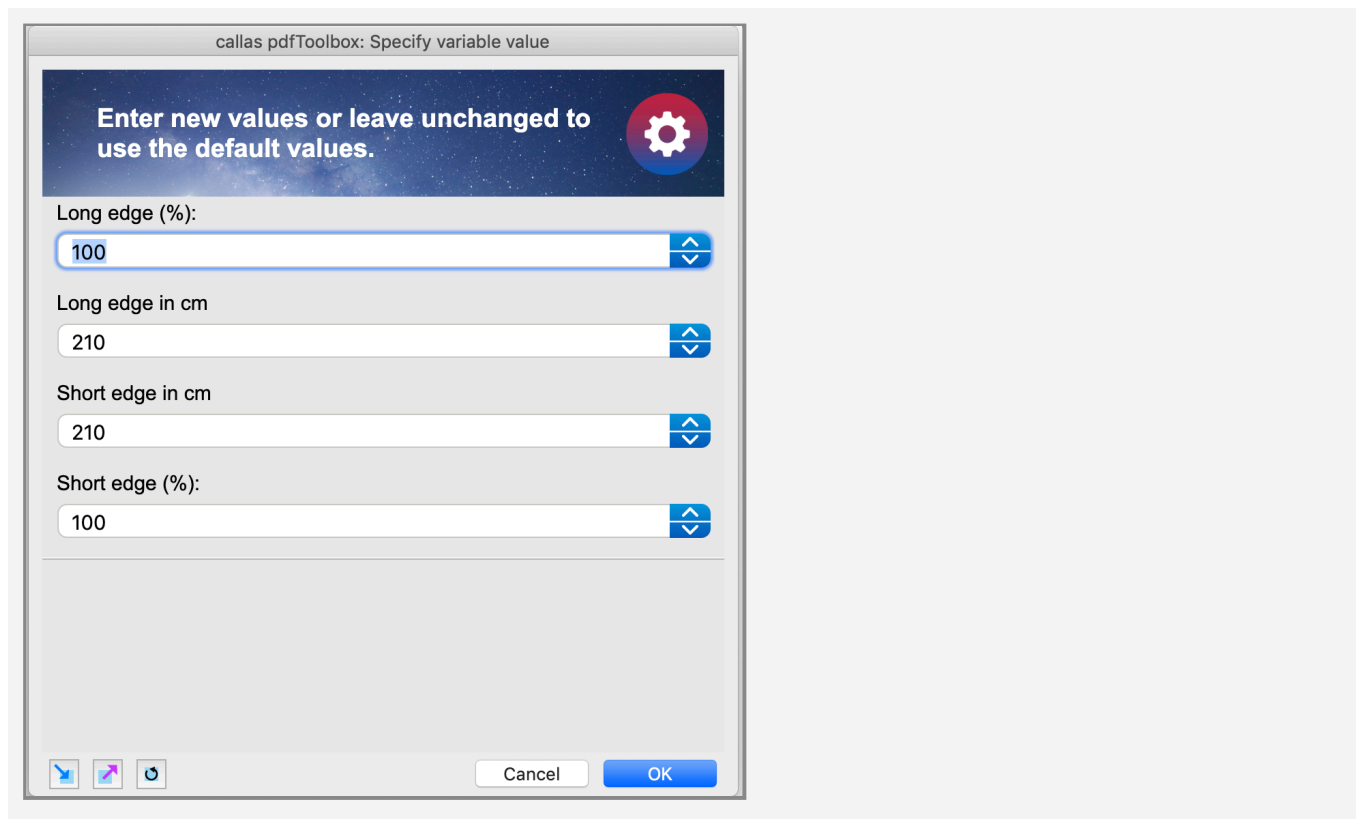 callas pdfToolbox: Specify variable value
Enter new values or leave unchanged to
use the default values.
Long edge (%):
100
Long edge in cm
210
Short edge in cm
210
Short edge (%):
100
Cancel
OK